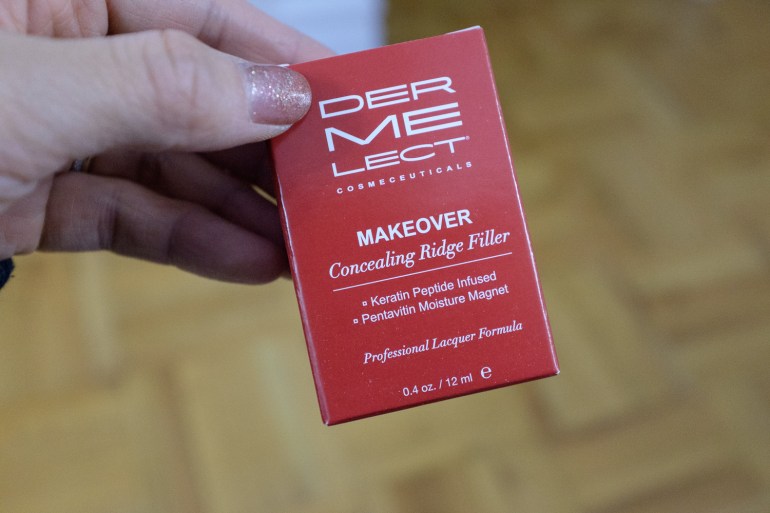 DER
ME
LECT®
COSMECEUTICALS
MAKEOVER
Concealing Ridge Filler
Keratin Peptide Infused
Pentavitin Moisture Magnet
Professional Lacquer Formula
0.4 oz. / 12 ml ℮